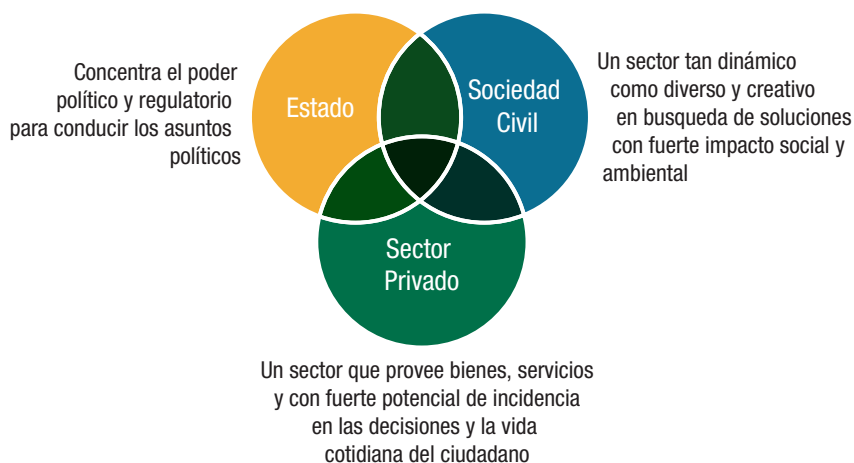 Concentra el poder
político y regulatorio
para conducir los asuntos
políticos
Estado
Sociedad
Civil
Un sector tan dinámico
como diverso y creativo
en busqueda de soluciones
con fuerte impacto social y
ambiental
Sector
Privado
Un sector que provee bienes, servicios
y con fuerte potencial de incidencia
en las decisiones y la vida
cotidiana del ciudadano